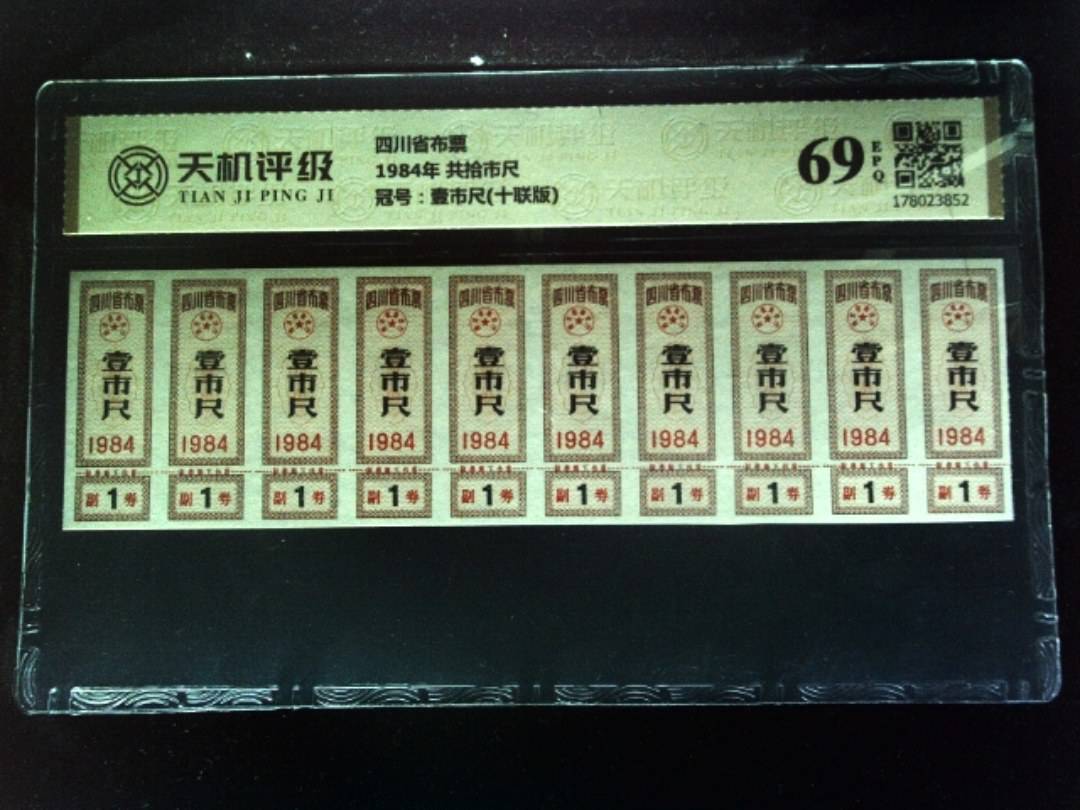 天机评级
TIAN JI PING JI
四川省布票
1984年 共拾市尺
冠号：壹市尺(十联版)
69
EPQ
178023852
四川省布票 四川省布票 四川省布票 四川省布票 四川省布票 四川省布票 四川省布票 四川省布票 四川省布票 四川省布票
壹市尺 壹市尺 壹市尺 壹市尺 壹市尺 壹市尺 壹市尺 壹市尺 壹市尺 壹市尺
1984 1984 1984 1984 1984 1984 1984 1984 1984 1984
副1券 副1券 副1券 副1券 副1券 副1券 副1券 副1券 副1券 副1券